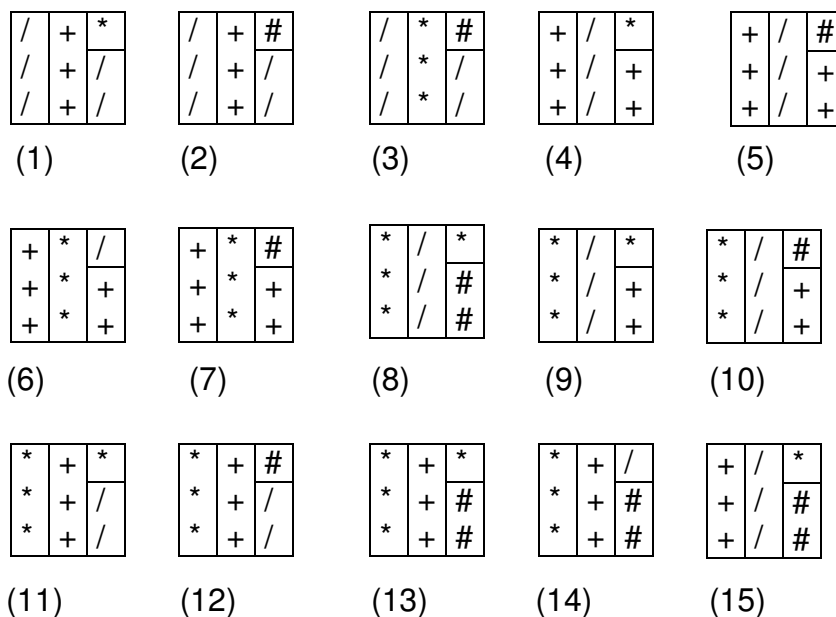 / + * / + # / * # + / * + / #
/ + / / + / / * / + / + + / +
/ + / / + / / * / + / + + / +
(1) (2) (3) (4) (5)
+ * / + * # * / * * / * * / #
+ * + + * + * / # * / + * / +
+ * + + * + * / # * / + * / +
(6) (7) (8) (9) (10)
* + * * + # * + * * + / + / *
* + / * + / * + # * + # + / #
* + / * + / * + # * + # + / #
(11) (12) (13) (14) (15)